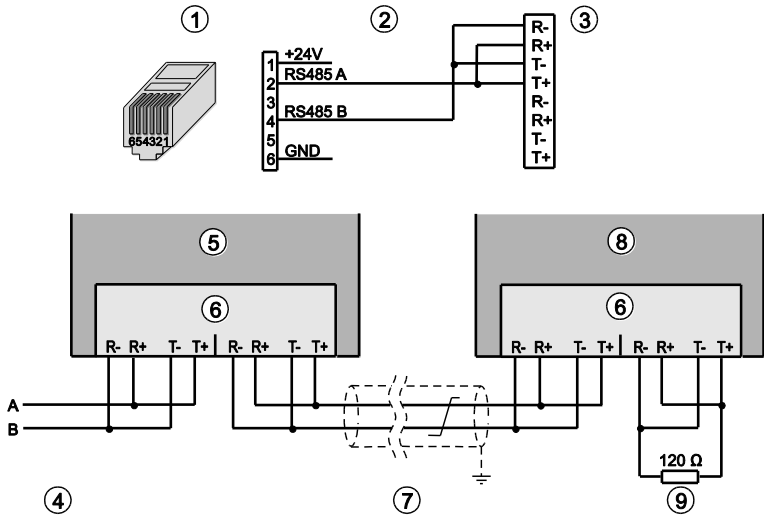 1
2
3
654321
1 +24V
2 RS485 A
3
4 RS485 B
5
6 GND
R-
R+
T-
T+
R-
R+
T-
T+
5
8
6
6
R- R+ T- T+ R- R+ T- T+
R- R+ T- T+ R- R+ T- T+
A
B
120 Ω
4
7
9